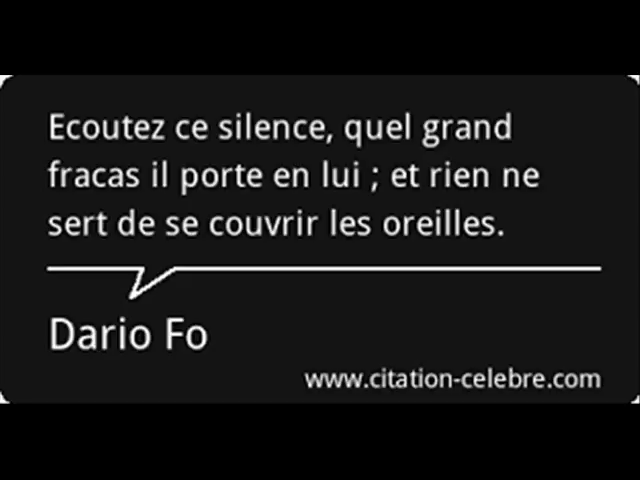 Ecoutez ce silence, quel grand
fracas il porte en lui ; et rien ne
sert de se couvrir les oreilles.
Dario Fo
www.citation-celebre.com